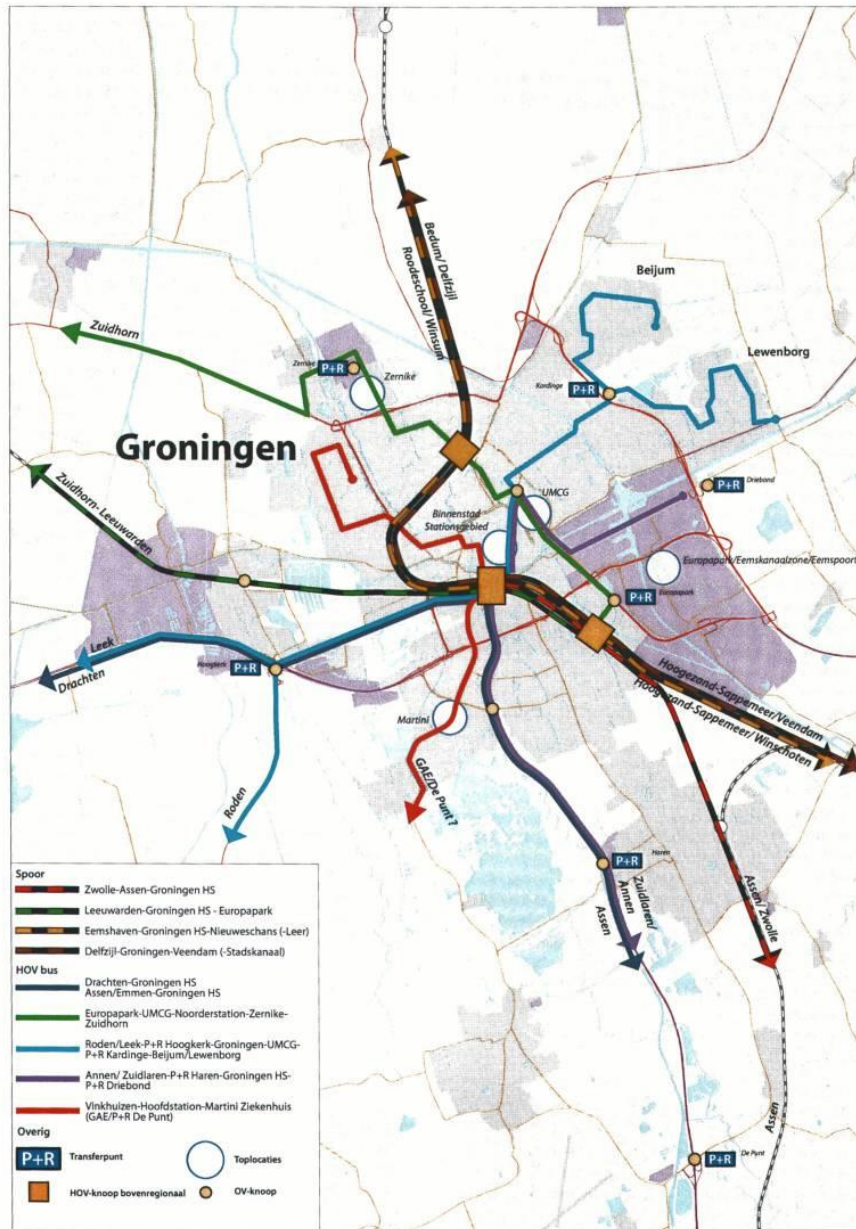 Bedum/ Delfzijl
Roodeschool/ Winsum
Beijum
Zuidhorn
Zernike
P+R
Zernike
Kardinge
P+R
Lewenborg
Groningen
Zuidhorn- Leeuwarden
P+R
Driebond
UMCG
Binnenstad
Stationsgebied
Europapark/Eemskanaalzone/Eemspoort
P+R
Europapark
Leek
Drachten
Hoogkerk
P+R
Hoogezand-Sappemeer/Veendam
Hoogezand-Sappemeer/ Winschoten
Martini
GAE/De Punt ?
Roden
P+R
Haren
Zuidlaren/
Annen
Assen
Assen/ Zwolle
Assen
P+R
De Punt
Spoor
Zwolle-Assen-Groningen HS
Leeuwarden-Groningen HS - Europapark
Eemshaven-Groningen HS-Nieuweschans (-Leer)
Delfzijl-Groningen-Veendam (-Stadskanaal)
HOV bus
Drachten-Groningen HS
Assen/Emmen-Groningen HS
Europapark-UMCG-Noorderstation-Zernike-
Zuidhorn
Roden/Leek-P+R Hoogkerk-Groningen-UMCG-
P+R Kardinge-Beijum/Lewenborg
Annen/ Zuidlaren-P+R Haren-Groningen HS-
P+R Driebond
Vinkhuizen-Hoofdstation-Martini Ziekenhuis
(GAE/P+R De Punt)
Overig
P+R
Transferpunt
Toplocaties
HOV-knoop bovenregionaal
OV-knoop